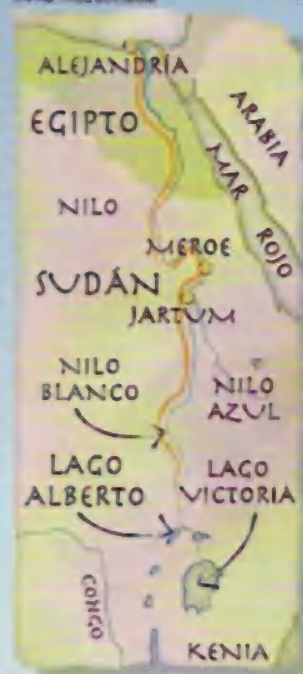 ALEJANDRÍA
EGIPTO
ARABIA
MAR
ROJO
NILO
MEROE
SUDÁN
JARTUM
NILO
BLANCO
NILO
AZUL
LAGO
ALBERTO
LAGO
VICTORIA
CONGO
KENIA